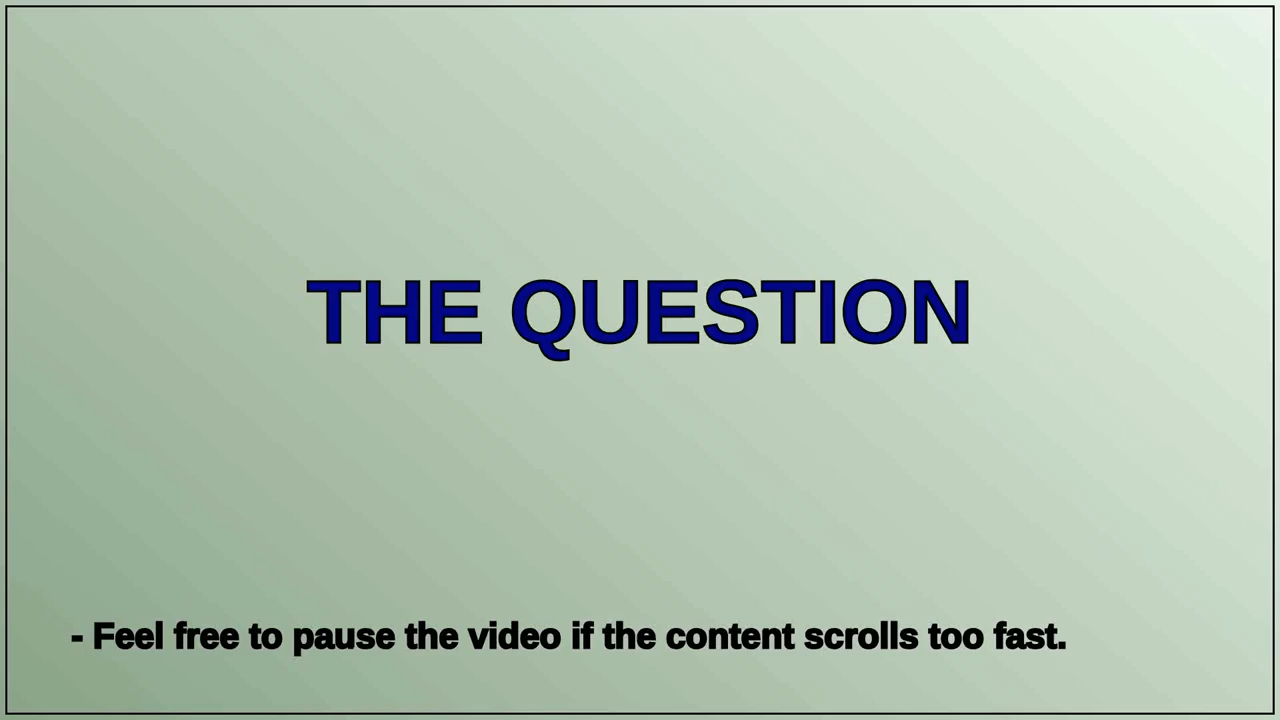 THE QUESTION
- Feel free to pause the video if the content scrolls too fast.